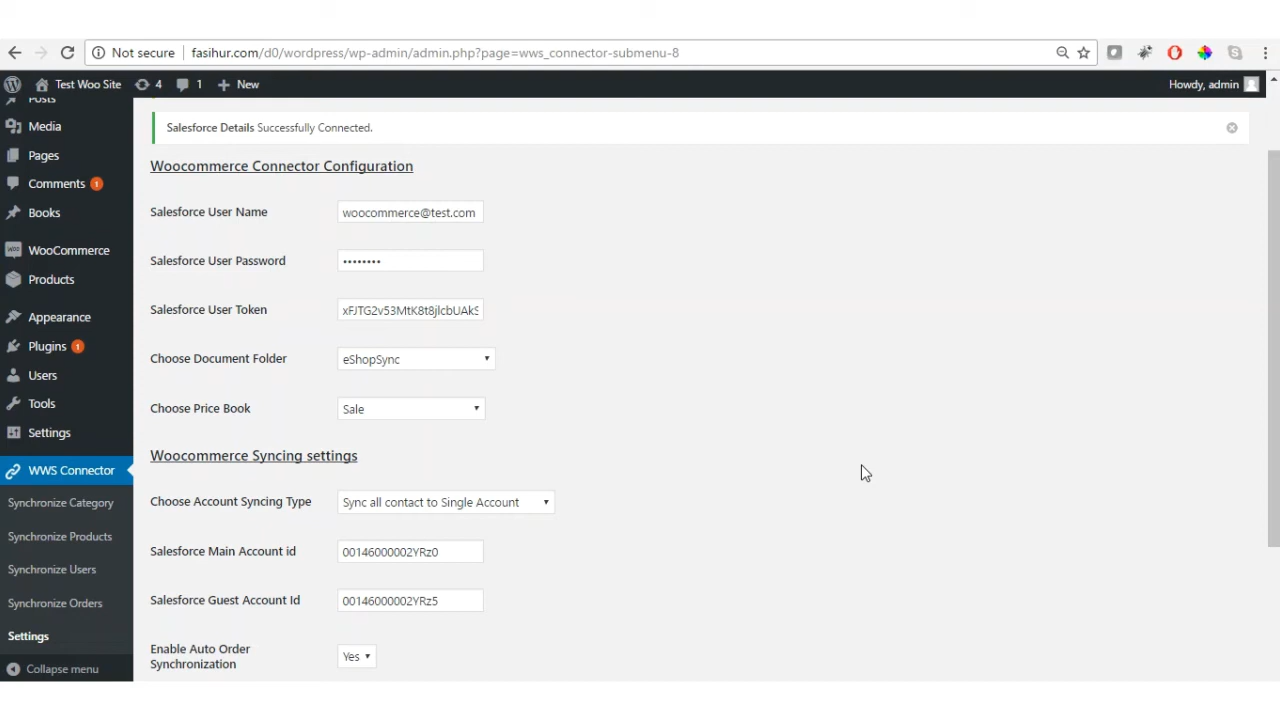 Not secure
fasihur.com/d0/wordpress/wp-admin/admin.php?page=wws_connector-submenu-8
Test Woo Site
4
1
New
Howdy, admin
Posts
Media
Pages
Comments 1
Books
WooCommerce
Products
Appearance
Plugins 1
Users
Tools
Settings
WWS Connector
Synchronize Category
Synchronize Products
Synchronize Users
Synchronize Orders
Settings
Collapse menu
Salesforce Details Successfully Connected.
Woocommerce Connector Configuration
Salesforce User Name woocommerce@test.com
Salesforce User Password ••••••••
Salesforce User Token
Choose Document Folder eShopSync
Choose Price Book Sale
Woocommerce Syncing settings
Choose Account Syncing Type Sync all contact to Single Account
Salesforce Main Account id 00146000002YRz0
Salesforce Guest Account Id 00146000002YRz5
Enable Auto Order
Synchronization
Yes